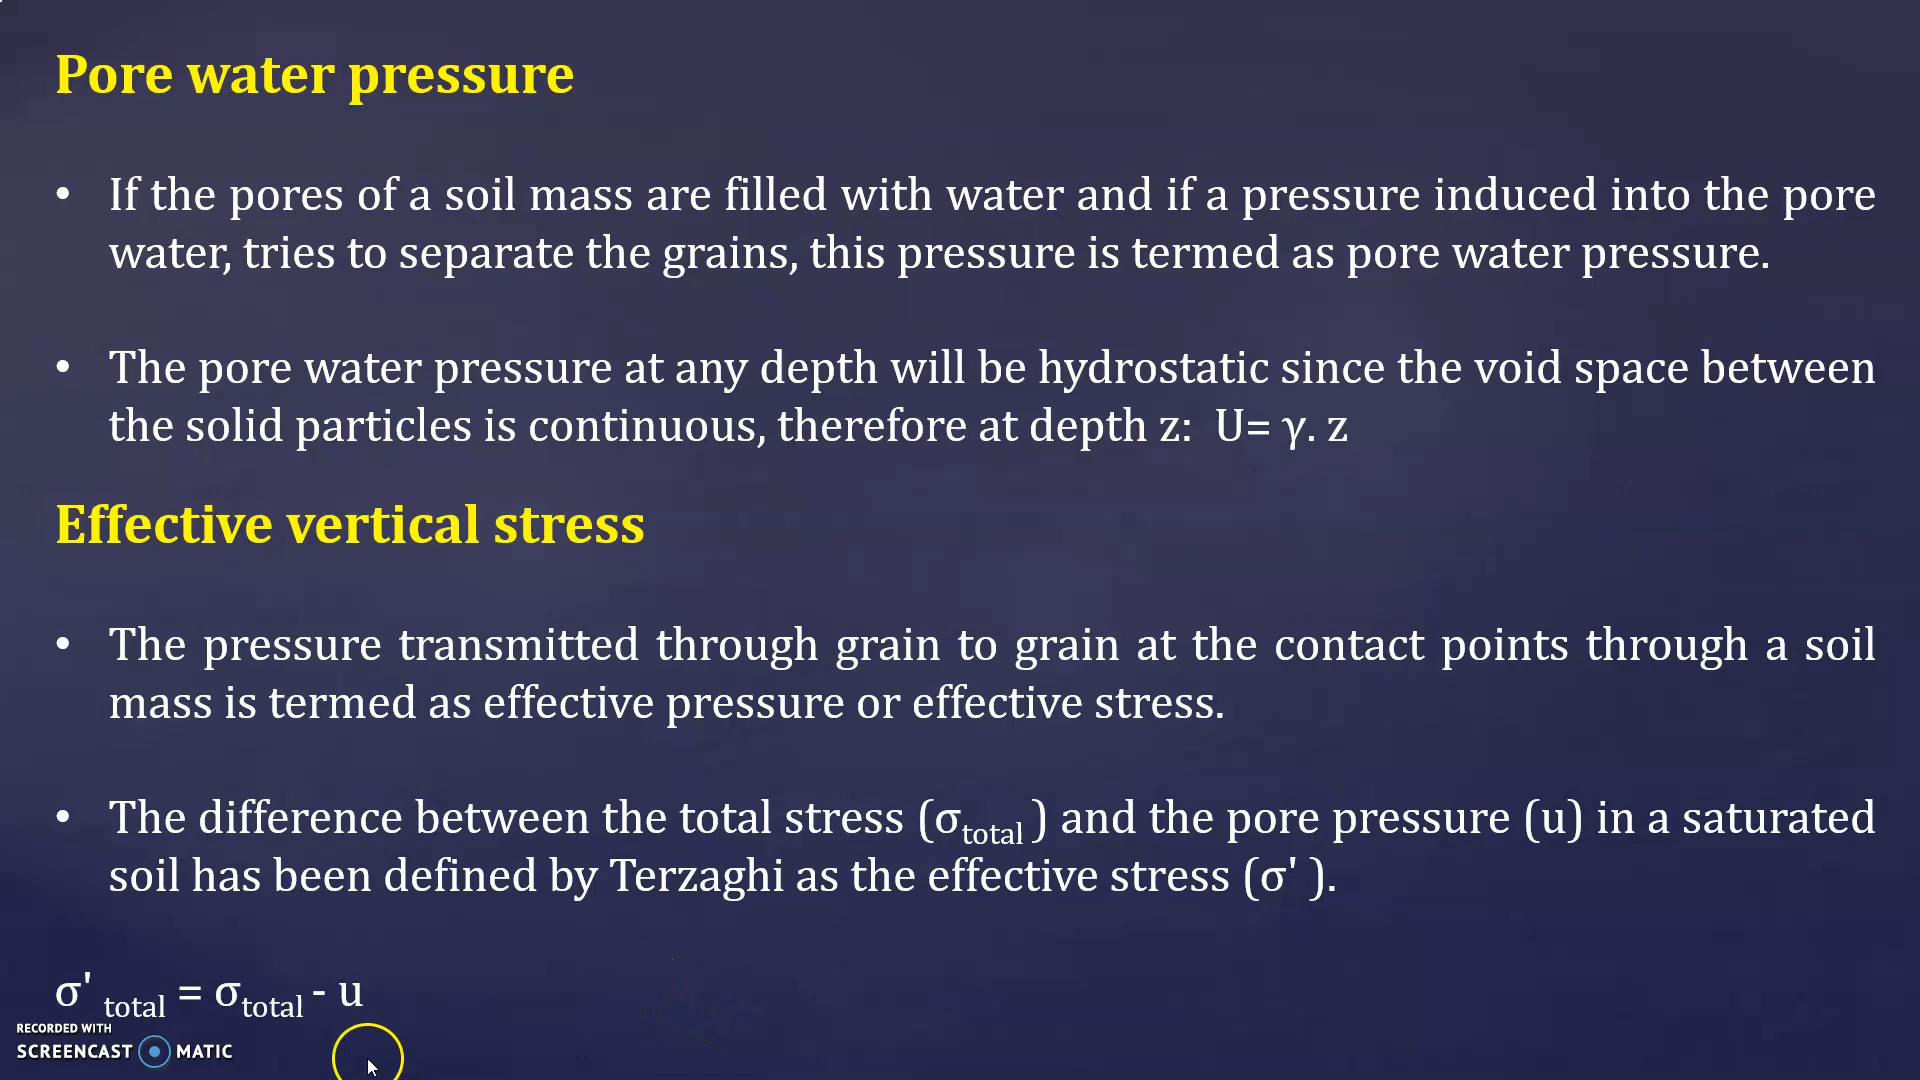 Pore water pressure
• If the pores of a soil mass are filled with water and if a pressure induced into the pore
water, tries to separate the grains, this pressure is termed as pore water pressure.
• The pore water pressure at any depth will be hydrostatic since the void space between
the solid particles is continuous, therefore at depth z: U= γ. z
Effective vertical stress
• The pressure transmitted through grain to grain at the contact points through a soil
mass is termed as effective pressure or effective stress.
• The difference between the total stress (σtotal ) and the pore pressure (u) in a saturated
soil has been defined by Terzaghi as the effective stress (σ' ).
σ' total = σtotal - u
RECORDED WITH
SCREENCAST MATIC